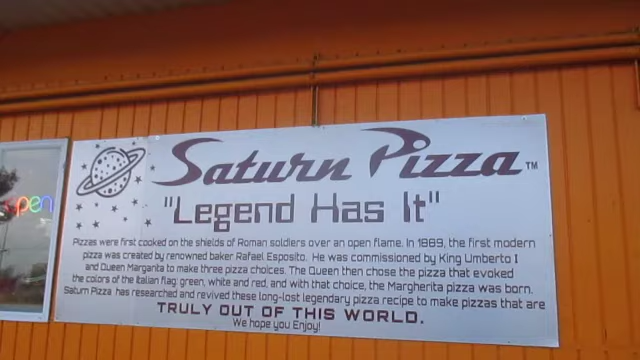 Saturn Pizza™
"Legend Has It"
open
Pizzas were first cooked on the shields of Roman soldiers over an open flame. In 1889, the first modern
pizza was created by renowned baker Rafael Esposito. He was commissioned by King Umberto I
and Queen Margarita to make three pizza choices. The Queen then chose the pizza that evoked
the colors of the Italian flag: green, white and red, and with that choice, the Margherita pizza was born.
Saturn Pizza has researched and revived these long-lost legendary pizza recipe to make pizzas that are
TRULY OUT OF THIS WORLD.
We hope you Enjoy!